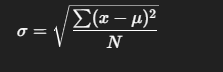 σ = √(∑(x − μ)² / N)